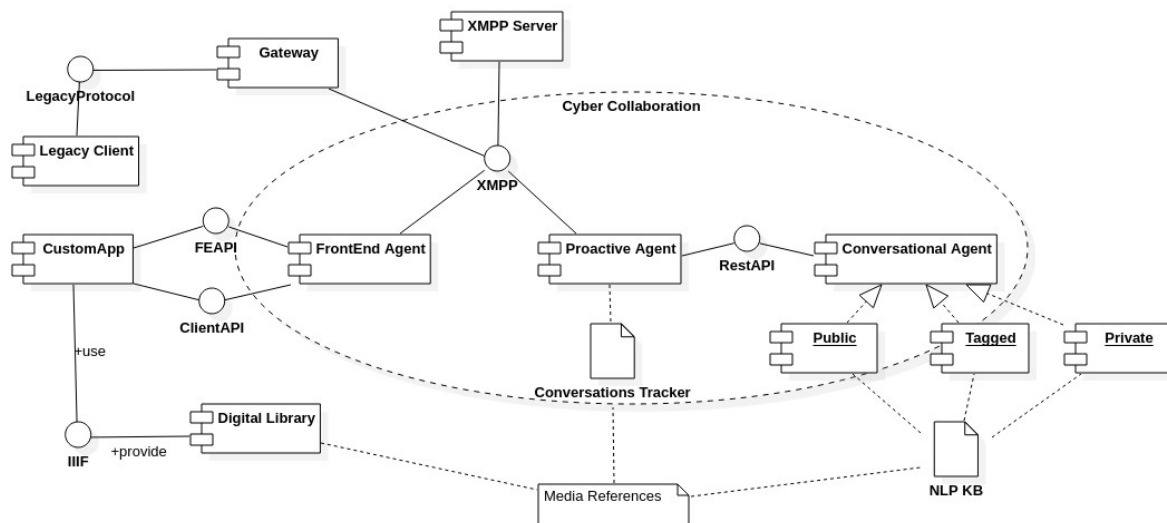 XMPP Server
Gateway
LegacyProtocol
Cyber Collaboration
Legacy Client
XMPP
CustomApp
FEAPI
FrontEnd Agent
Proactive Agent
RestAPI
Conversational Agent
ClientAPI
+use
Public
Tagged
Private
Conversations Tracker
Digital Library
+provide
IIIF
NLP KB
Media References